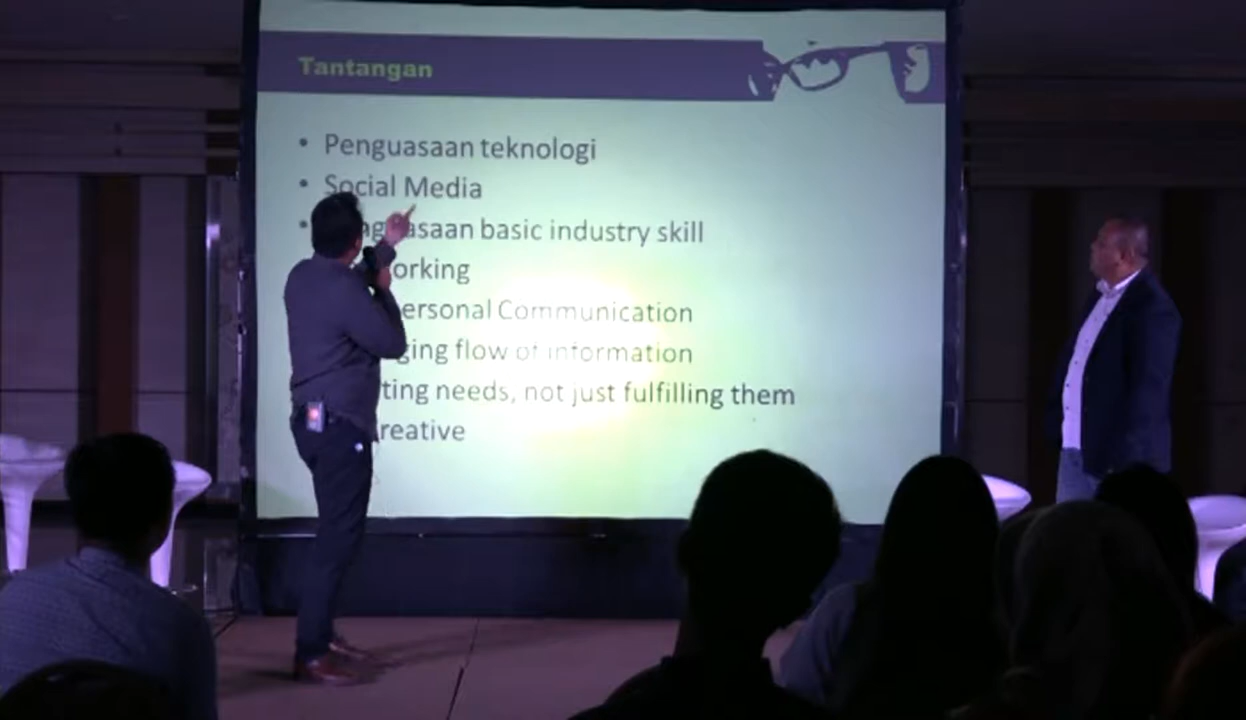 Tantangan
• Penguasaan teknologi
• Social Media
• asaan basic industry skill
orking
ersonal Communication
ging flow of information
ting needs, not just fulfilling them
reative